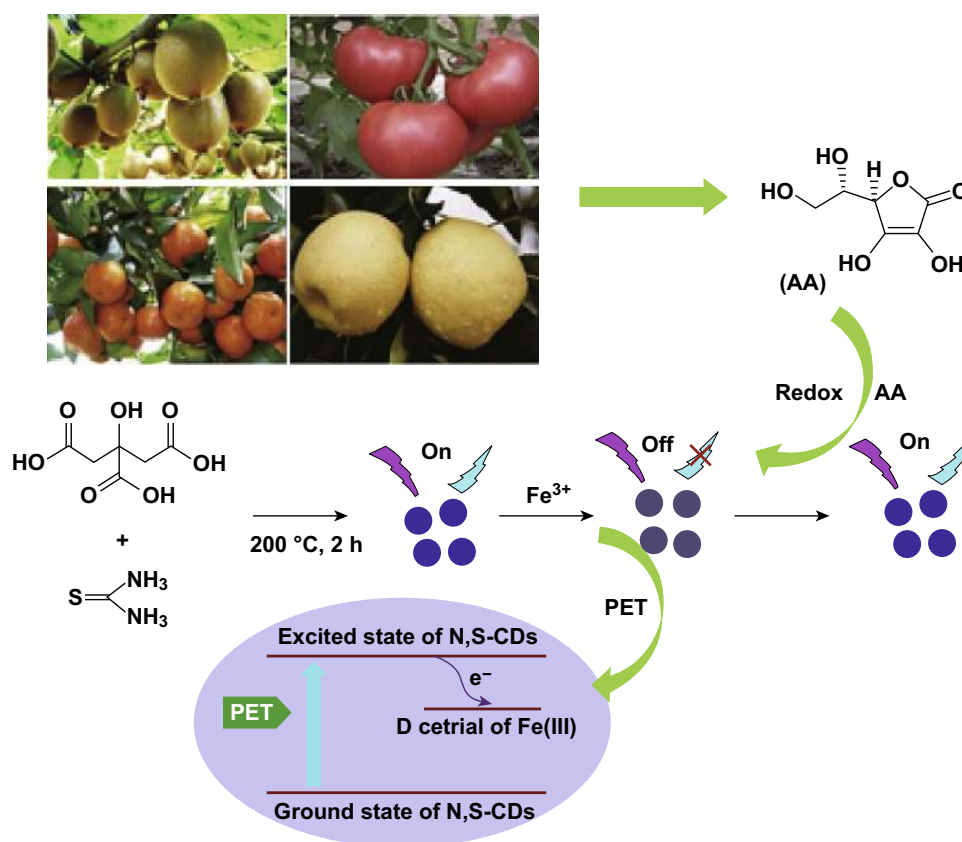 HO
H
HO
O
O
HO
OH
(AA)
Redox
AA
O
OH
O
HO
OH
O
OH
+
S
NH3
NH3
200 °C, 2 h
On
Fe3+
Off
On
PET
Excited state of N,S-CDs
e−
PET
D cetrial of Fe(III)
Ground state of N,S-CDs